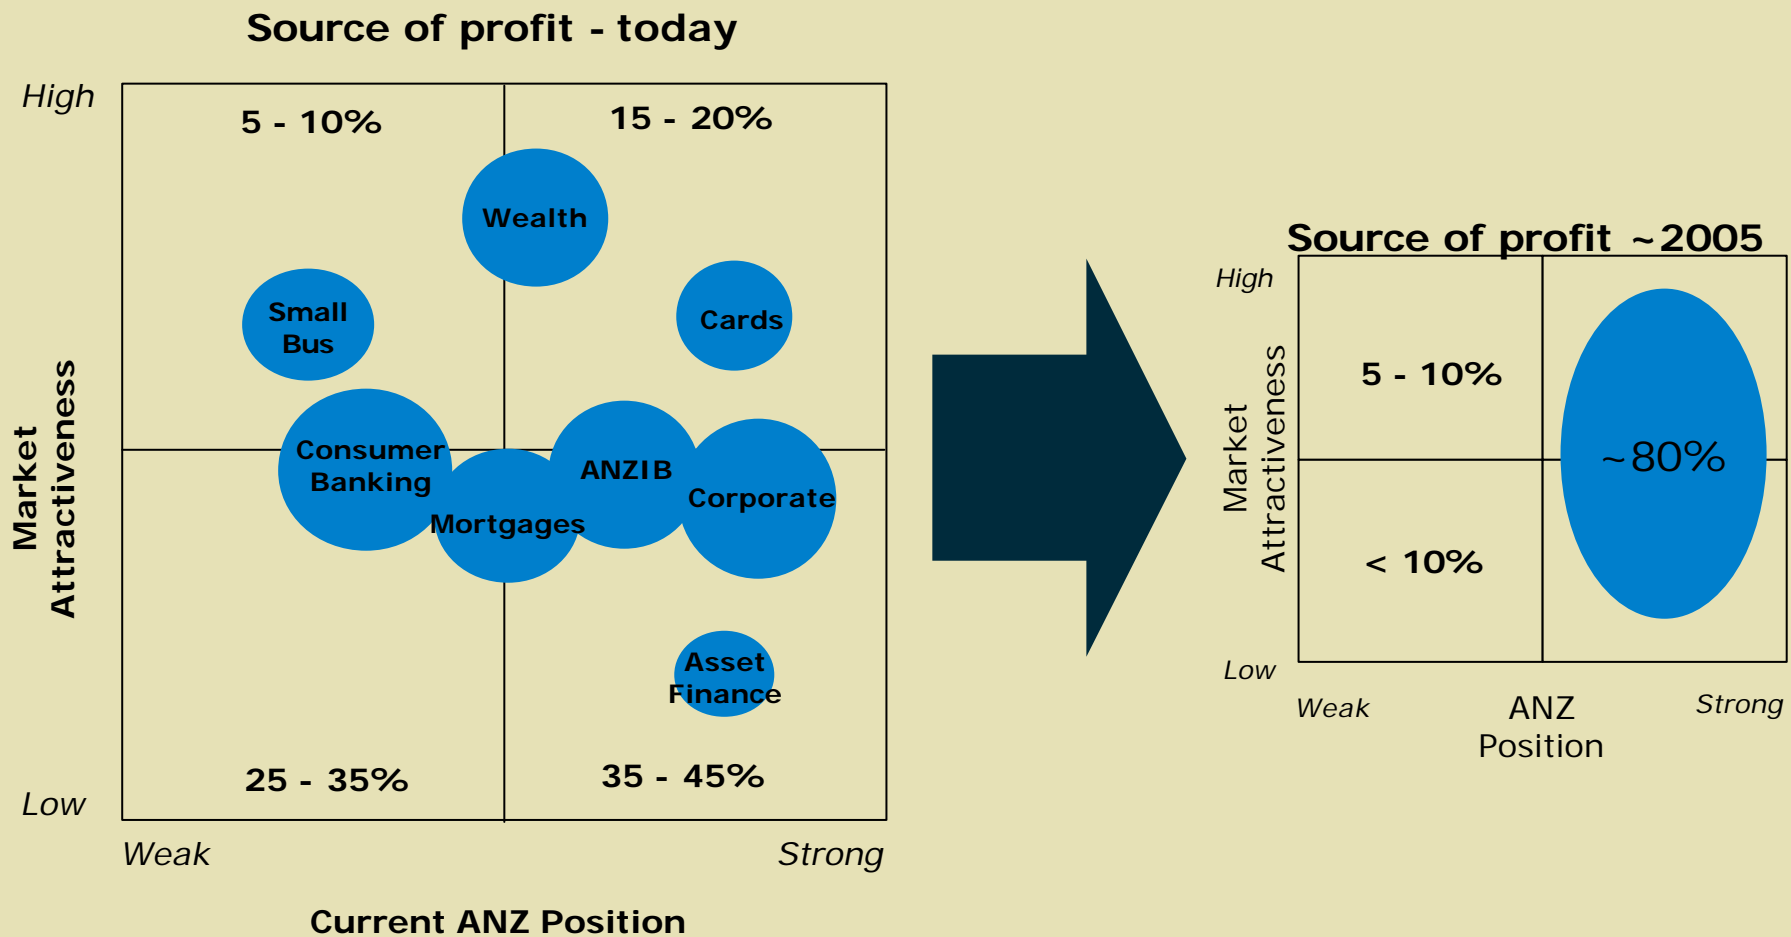 Source of profit - today
High
5 - 10%
15 - 20%
Wealth
Small
Bus
Cards
Market
Attractiveness
Consumer
Banking
Mortgages
ANZIB
Corporate
Asset
Finance
25 - 35%
35 - 45%
Low
Weak
Strong
Current ANZ Position
Source of profit ~2005
High
Market
Attractiveness
5 - 10%
~80%
< 10%
Low
Weak
ANZ
Position
Strong